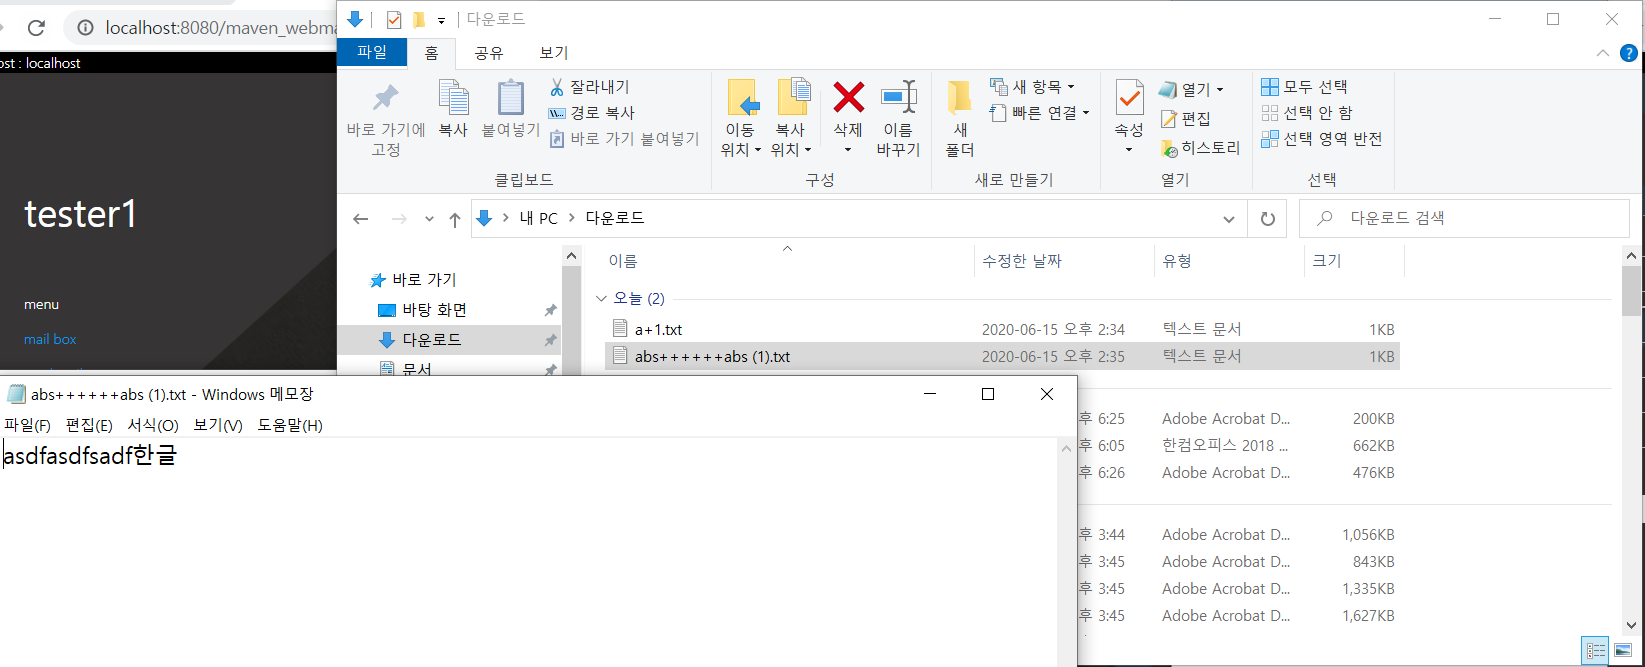 localhost:8080/maven_webma
ost : localhost
tester1
menu
mail box
다운로드
파일 홈 공유 보기
바로 가기에 고정
복사
붙여넣기
잘라내기
경로 복사
바로 가기 붙여넣기
클립보드
이동 위치
복사 위치
삭제
이름 바꾸기
구성
새 폴더
새 항목
빠른 연결
새로 만들기
속성
열기
편집
히스토리
열기
모두 선택
선택 안 함
선택 영역 반전
선택
내 PC > 다운로드
다운로드 검색
바로 가기
바탕 화면
다운로드
문서
이름 수정한 날짜 유형 크기
오늘 (2)
a+1.txt 2020-06-15 오후 2:34 텍스트 문서 1KB
abs++++++abs (1).txt 2020-06-15 오후 2:35 텍스트 문서 1KB
후 6:25 Adobe Acrobat D... 200KB
후 6:05 한컴오피스 2018 ... 662KB
후 6:26 Adobe Acrobat D... 476KB
후 3:44 Adobe Acrobat D... 1,056KB
후 3:45 Adobe Acrobat D... 843KB
후 3:45 Adobe Acrobat D... 1,335KB
후 3:45 Adobe Acrobat D... 1,627KB
abs++++++abs (1).txt - Windows 메모장
파일(F) 편집(E) 서식(O) 보기(V) 도움말(H)
asdfasdfsadf한글